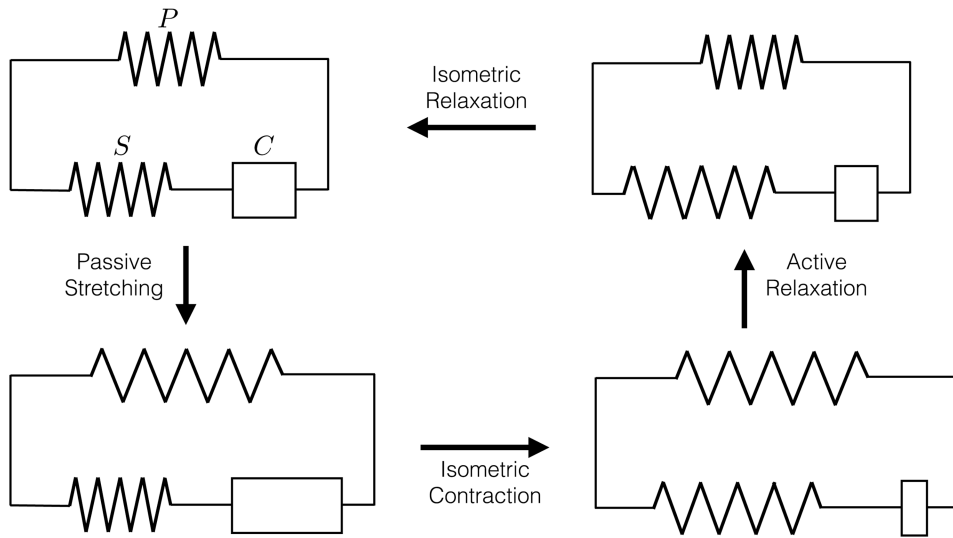 P
Isometric
Relaxation
S
C
Passive
Stretching
Active
Relaxation
Isometric
Contraction